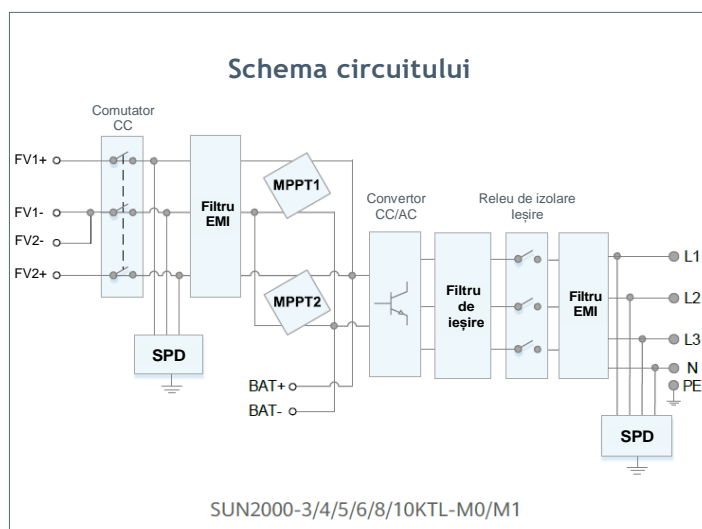 Schema circuitului
Comutator
CC
FV1+
FV1-
FV2-
FV2+
Filtru
EMI
MPPT1
MPPT2
SPD
BAT+
BAT-
Convertor
CC/AC
Filtru
de
ieșire
Releu de izolare
Ieșire
Filtru
EMI
L1
L2
L3
N
PE
SPD
SUN2000-3/4/5/6/8/10KTL-M0/M1